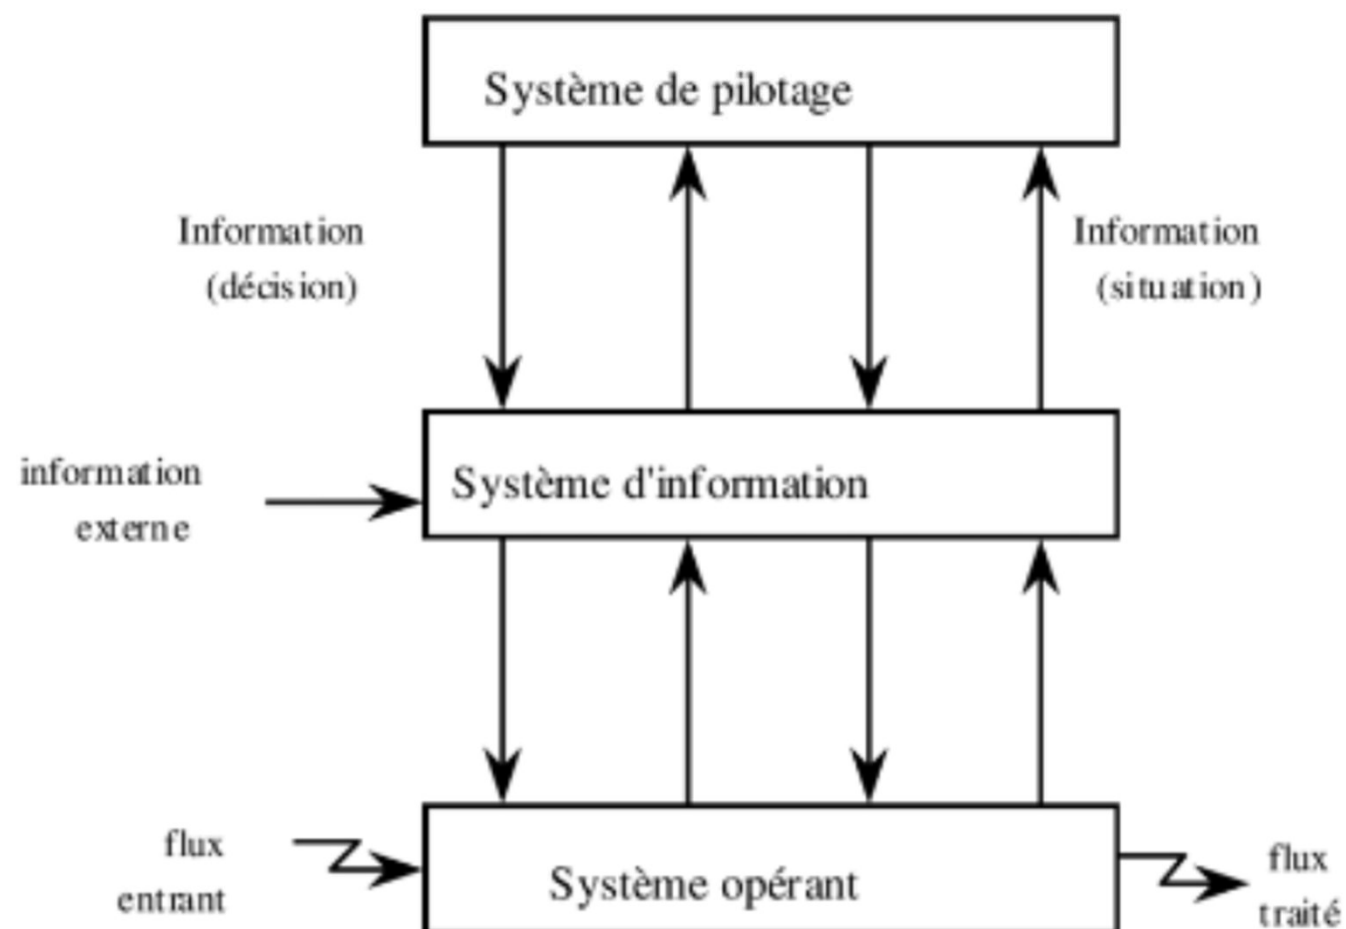 Système de pilotage
Information
(décision)
Information
(situation)
information
externe
Système d'information
flux
entrant
Système opérant
flux
traité